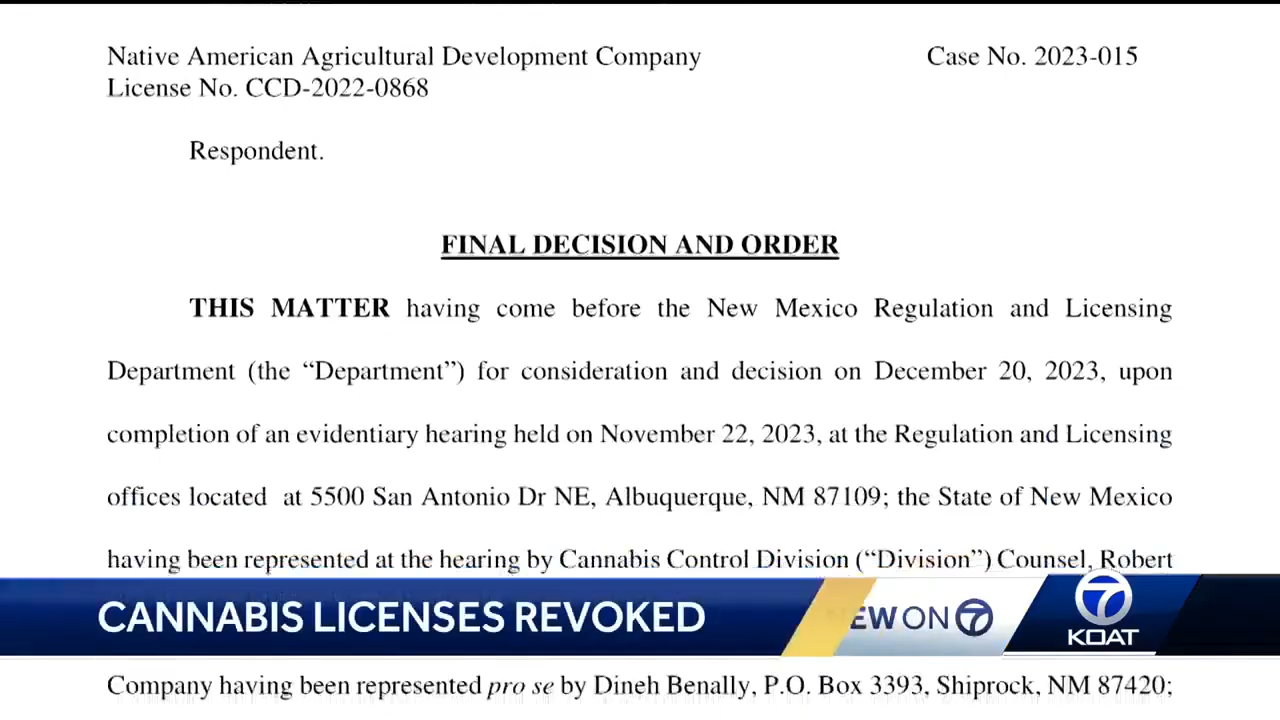 Native American Agricultural Development Company Case No. 2023-015
License No. CCD-2022-0868
Respondent.
FINAL DECISION AND ORDER
THIS MATTER having come before the New Mexico Regulation and Licensing
Department (the “Department”) for consideration and decision on December 20, 2023, upon
completion of an evidentiary hearing held on November 22, 2023, at the Regulation and Licensing
offices located at 5500 San Antonio Dr NE, Albuquerque, NM 87109; the State of New Mexico
having been represented at the hearing by Cannabis Control Division (“Division”) Counsel, Robert
CANNABIS LICENSES REVOKED
EW ON 7
7
KOAT
Company having been represented pro se by Dineh Benally, P.O. Box 3393, Shiprock, NM 87420;